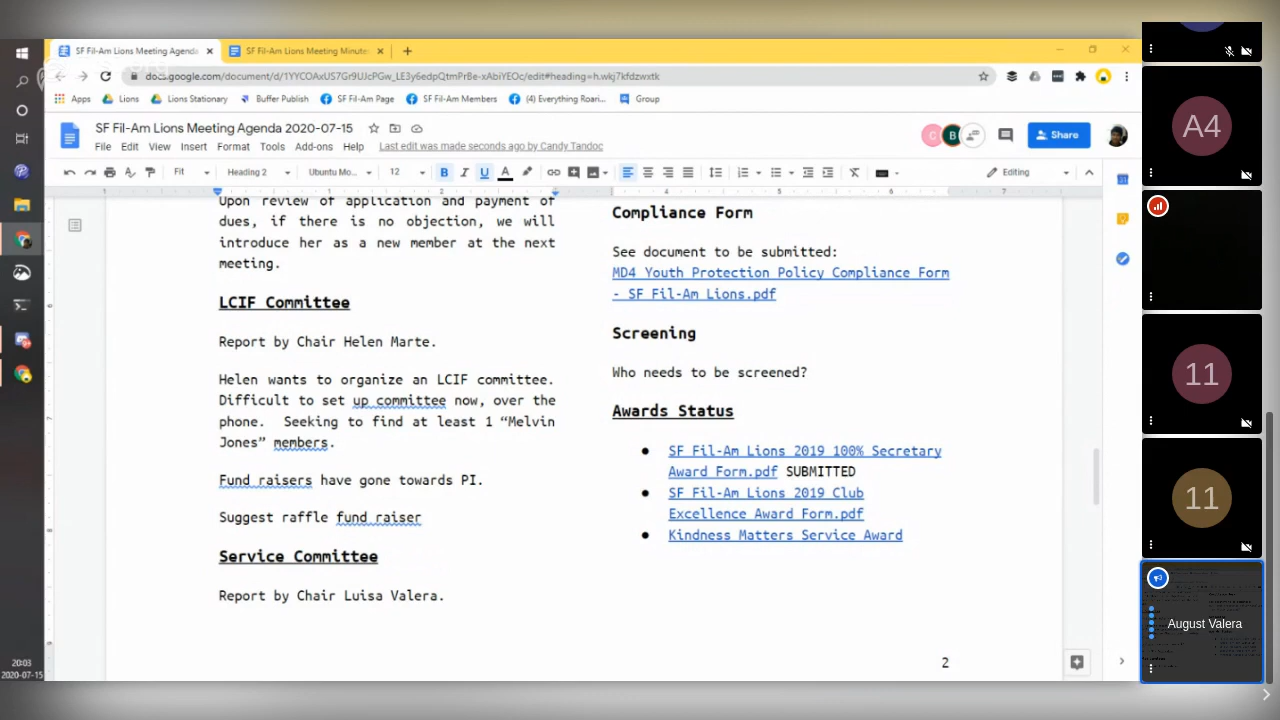 SF Fil-Am Lions Meeting Agenda
SF Fil-Am Lions Meeting Minute
docs.google.com/document/d/1YYCOAxUS7Gr9UJcPGw_LE3y6edpQtmPrBe-xAbiYEOc/edit#heading=h.wkj7kfdzwxtk
Apps Lions Lions Stationary Buffer Publish SF Fil-Am Page SF Fil-Am Members (4) Everything Roari... Group
SF Fil-Am Lions Meeting Agenda 2020-07-15
File Edit View Insert Format Tools Add-ons Help Last edit was made seconds ago by Candy Tandoc
C B Share
Fit Heading 2 Ubuntu Mo... 12 B I U A Editing
Upon review of application and payment of
dues, if there is no objection, we will
introduce her as a new member at the next
meeting.
LCIF Committee
Report by Chair Helen Marte.
Helen wants to organize an LCIF committee.
Difficult to set up committee now, over the
phone. Seeking to find at least 1 “Melvin
Jones” members.
Fund raisers have gone towards PI.
Suggest raffle fund raiser
Service Committee
Report by Chair Luisa Valera.
Compliance Form
See document to be submitted:
MD4 Youth Protection Policy Compliance Form
- SF Fil-Am Lions.pdf
Screening
Who needs to be screened?
Awards Status
● SF Fil-Am Lions 2019 100% Secretary
Award Form.pdf SUBMITTED
● SF Fil-Am Lions 2019 Club
Excellence Award Form.pdf
● Kindness Matters Service Award
2
20:03
2020-07-15
A4
11
11
August Valera